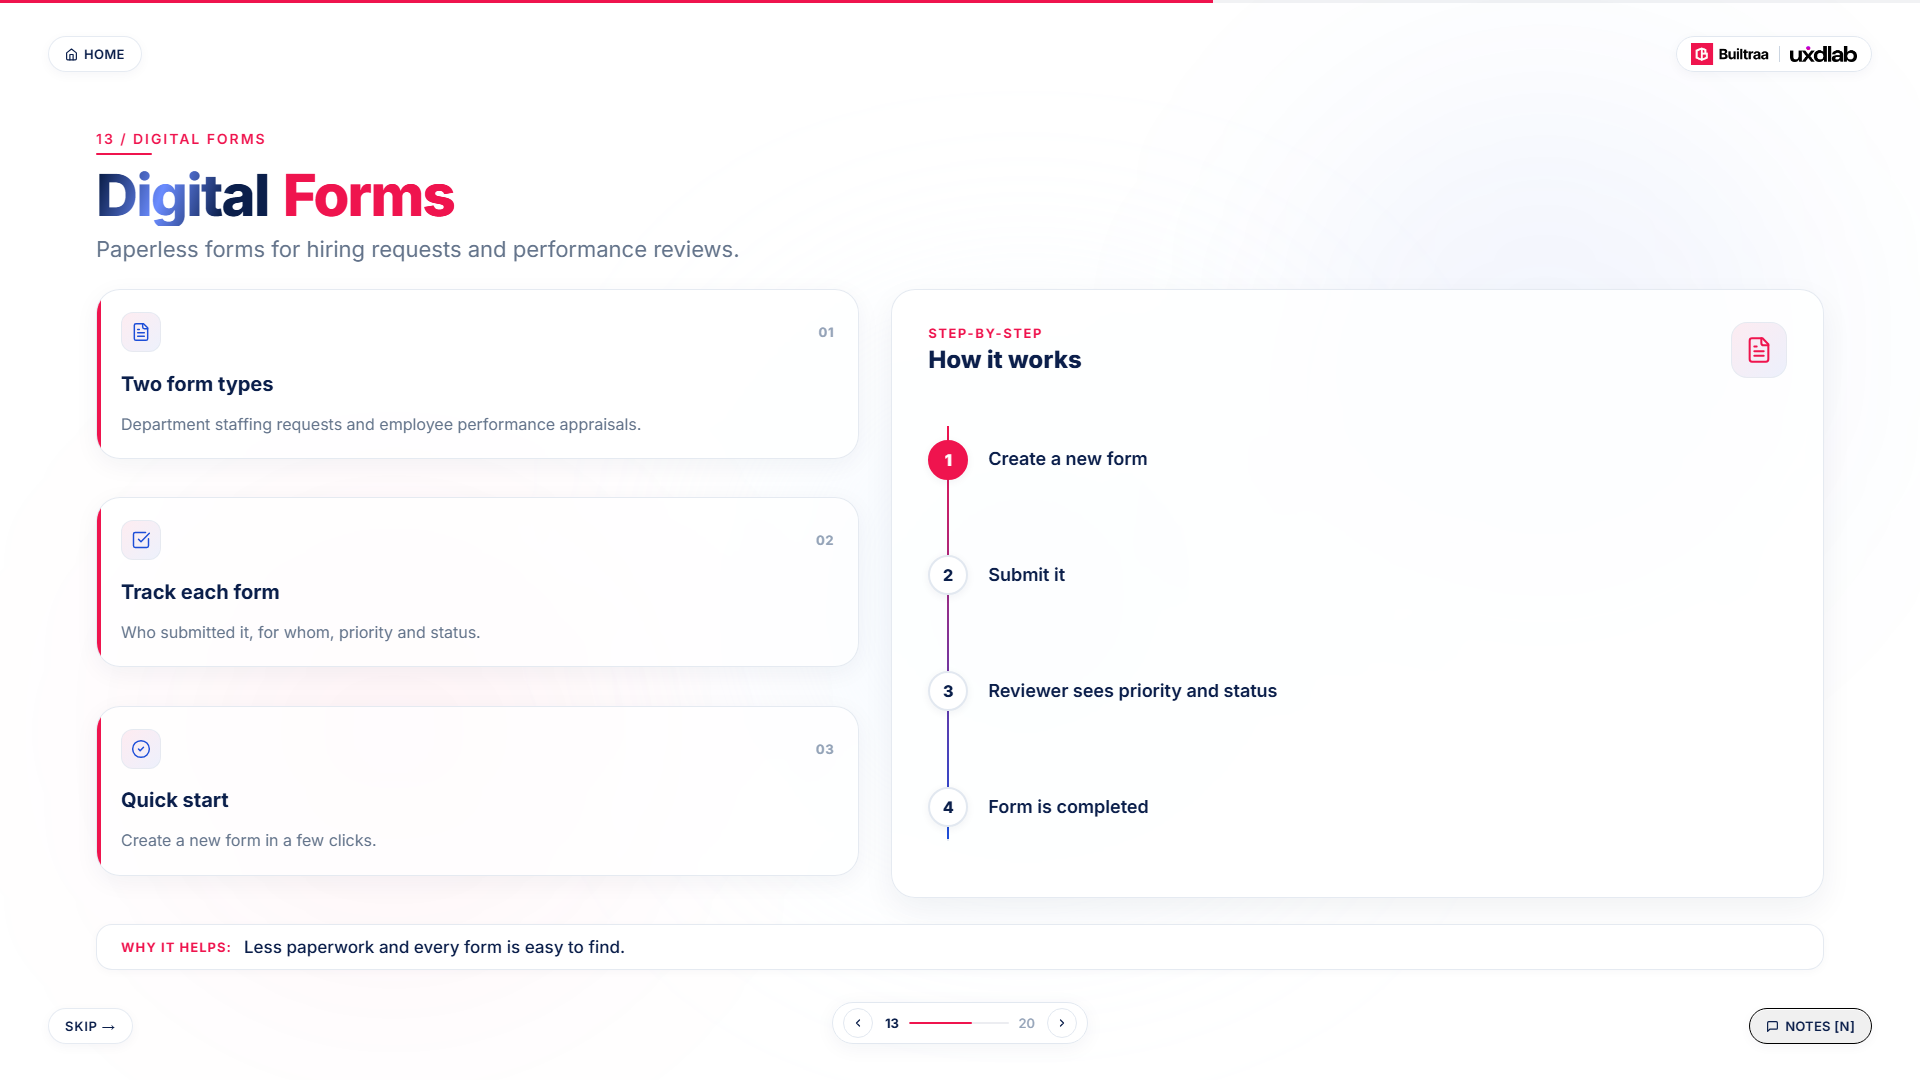 HOME
Builtraa
uxdlab
13 / DIGITAL FORMS
Digital Forms
Paperless forms for hiring requests and performance reviews.
01
Two form types
Department staffing requests and employee performance appraisals.
02
Track each form
Who submitted it, for whom, priority and status.
03
Quick start
Create a new form in a few clicks.
STEP-BY-STEP
How it works
1 Create a new form
2 Submit it
3 Reviewer sees priority and status
4 Form is completed
WHY IT HELPS: Less paperwork and every form is easy to find.
SKIP →
13 20
NOTES [N]